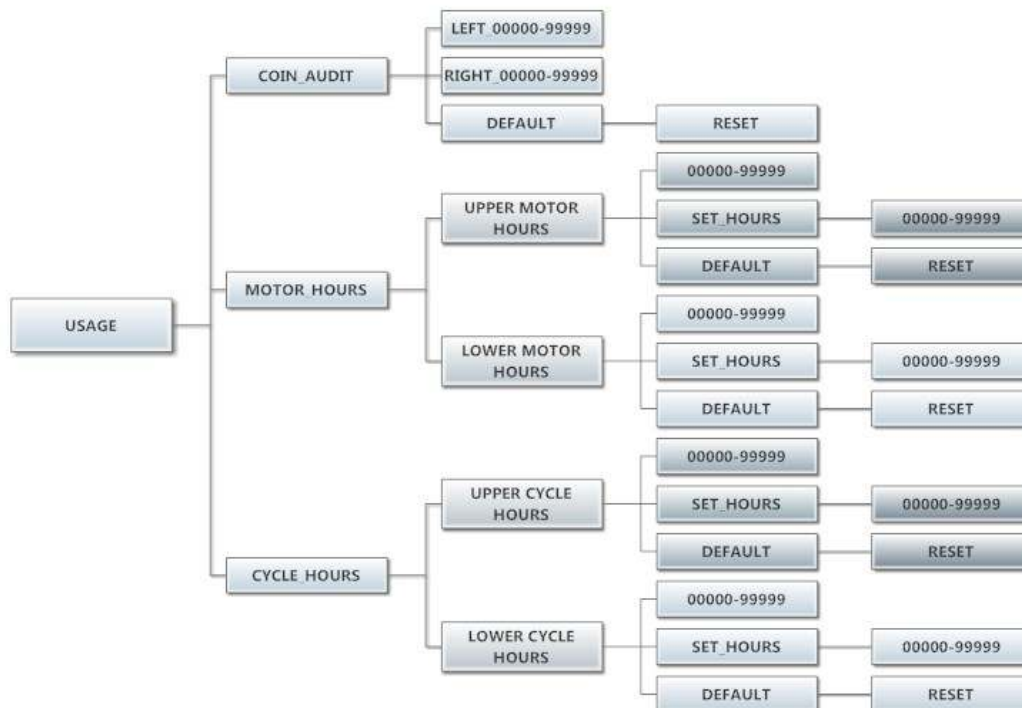 LEFT_00000-99999
COIN_AUDIT
RIGHT_00000-99999
DEFAULT
RESET
00000-99999
UPPER MOTOR
HOURS
SET_HOURS
00000-99999
DEFAULT
RESET
MOTOR_HOURS
00000-99999
USAGE
LOWER MOTOR
HOURS
SET_HOURS
00000-99999
DEFAULT
RESET
00000-99999
UPPER CYCLE
HOURS
SET_HOURS
00000-99999
DEFAULT
RESET
CYCLE_HOURS
00000-99999
LOWER CYCLE
HOURS
SET_HOURS
00000-99999
DEFAULT
RESET